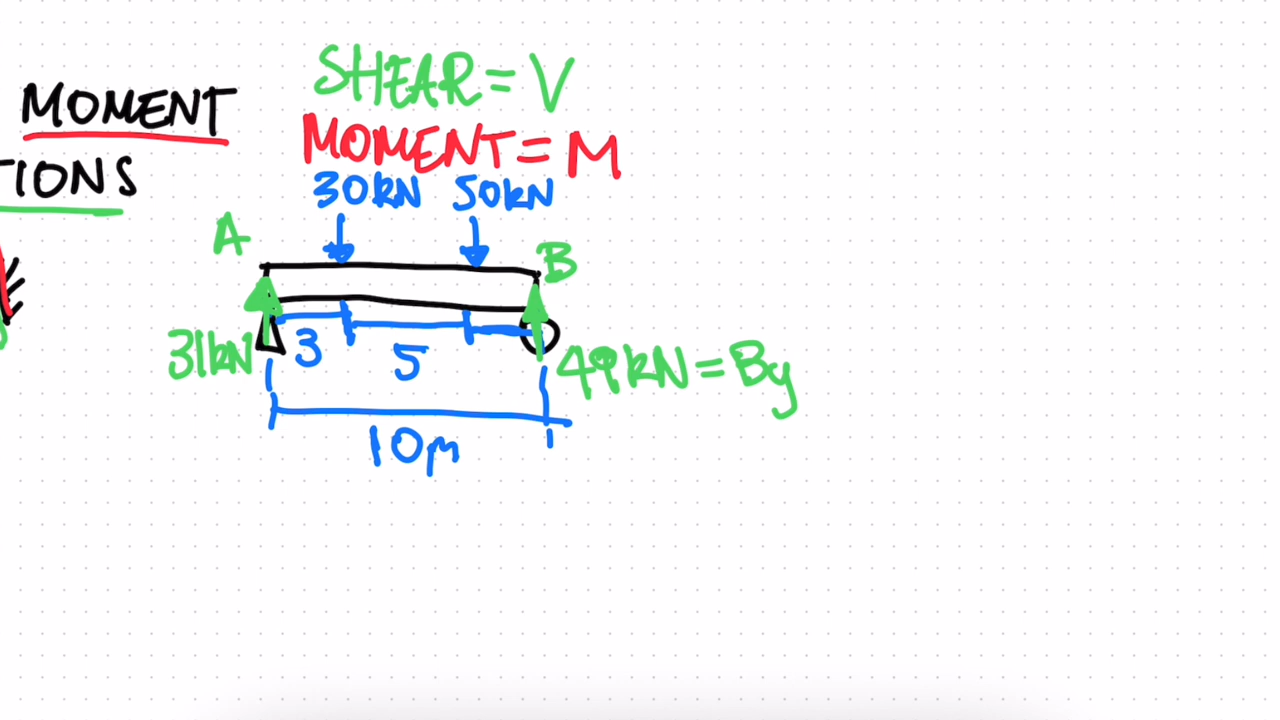 SHEAR = V
MOMENT
MOMENT = M
TIONS
30kN 50kN
A
B
31kN
3
5
49kN = By
10m